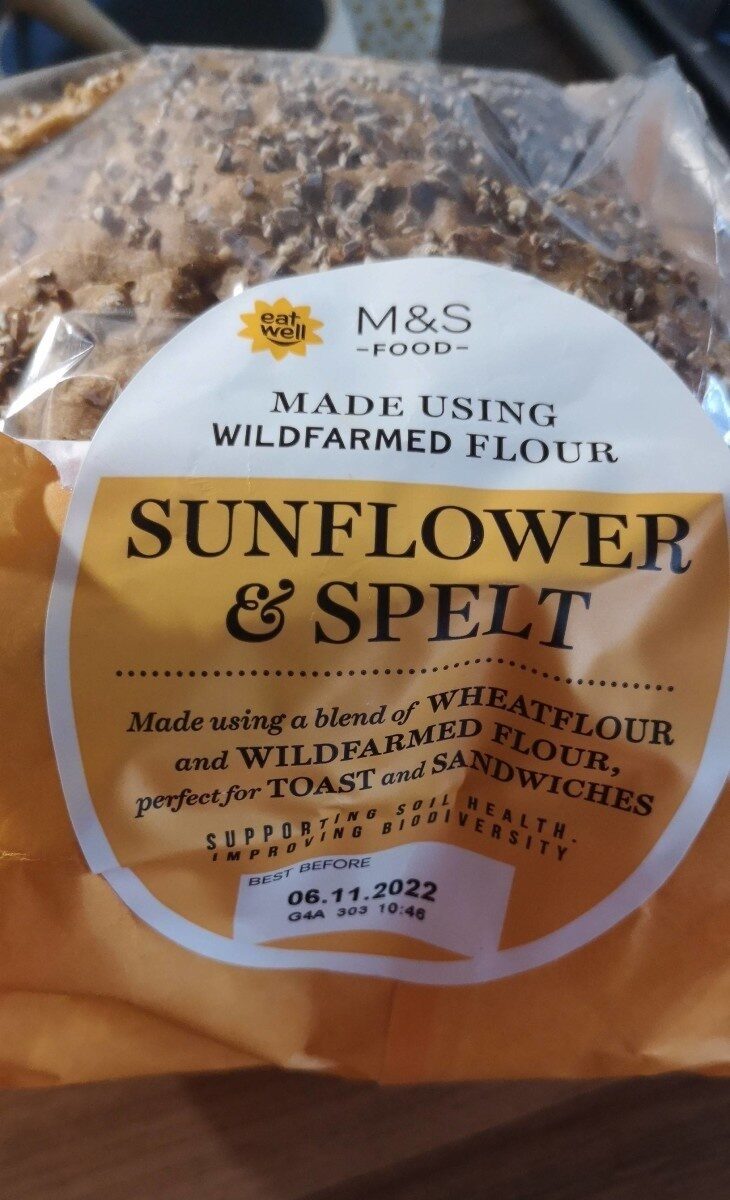 eat
well
M&S
-FOOD-
MADE USING
WILDFARMED FLOUR
SUNFLOWER
& SPELT
Made using a blend of WHEATFLOUR
and WILDFARMED FLOUR,
perfect for TOAST and SANDWICHES
SUPPORTING SOIL HEALTH.
IMPROVING BIODIVERSITY
BEST BEFORE
06.11.2022
G4A 303 10:46